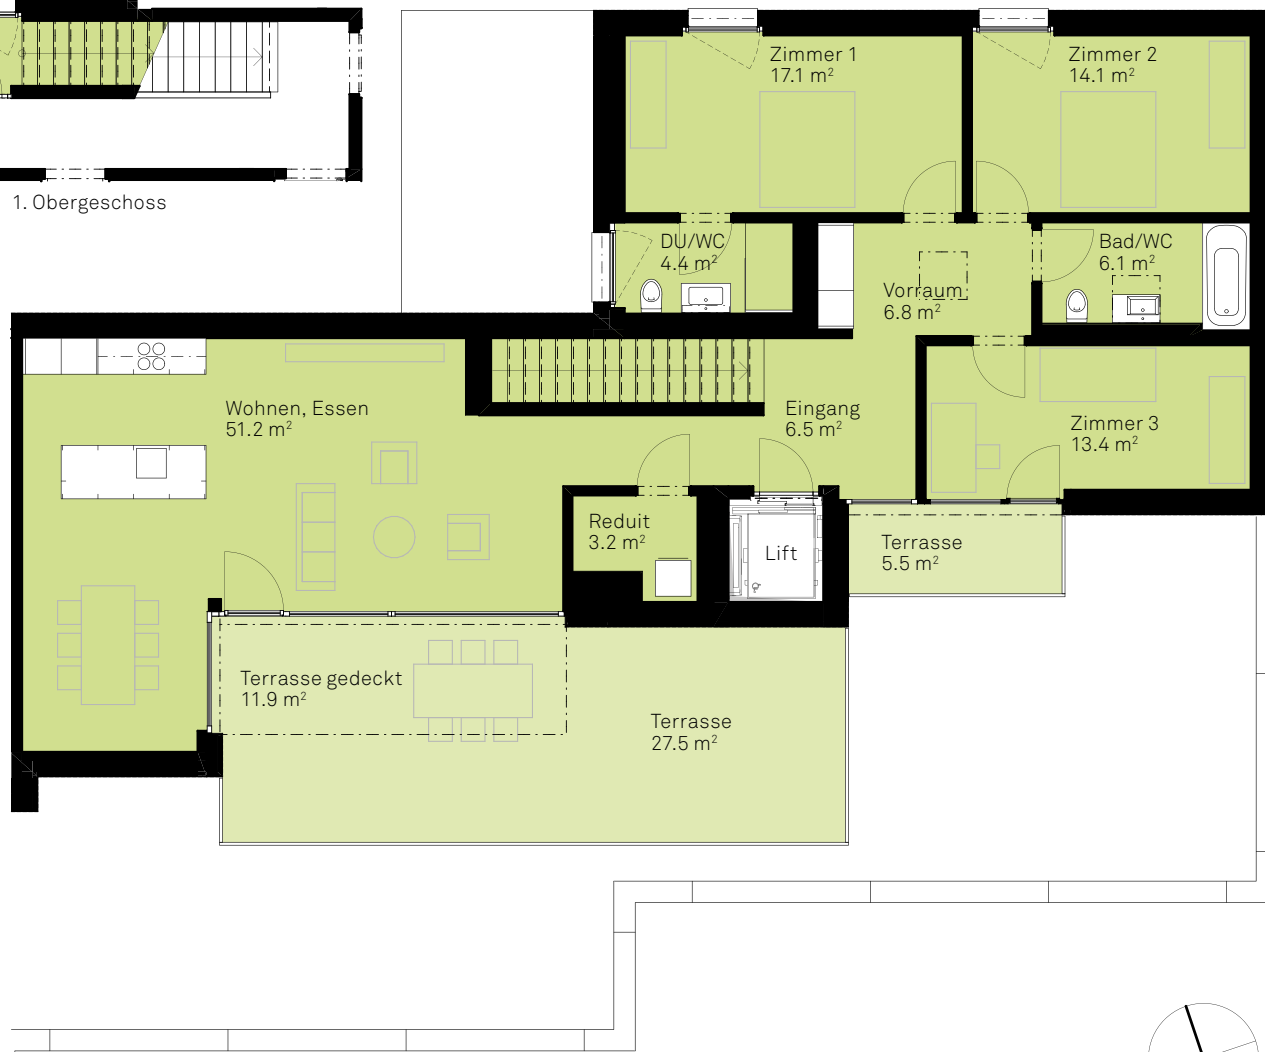 1. Obergeschoss
Zimmer 1
17.1 m²
Zimmer 2
14.1 m²
DU/WC
4.4 m²
Bad/WC
6.1 m²
Vorraum
6.8 m²
Wohnen, Essen
51.2 m²
Eingang
6.5 m²
Zimmer 3
13.4 m²
Reduit
3.2 m²
Lift
Terrasse
5.5 m²
Terrasse gedeckt
11.9 m²
Terrasse
27.5 m²